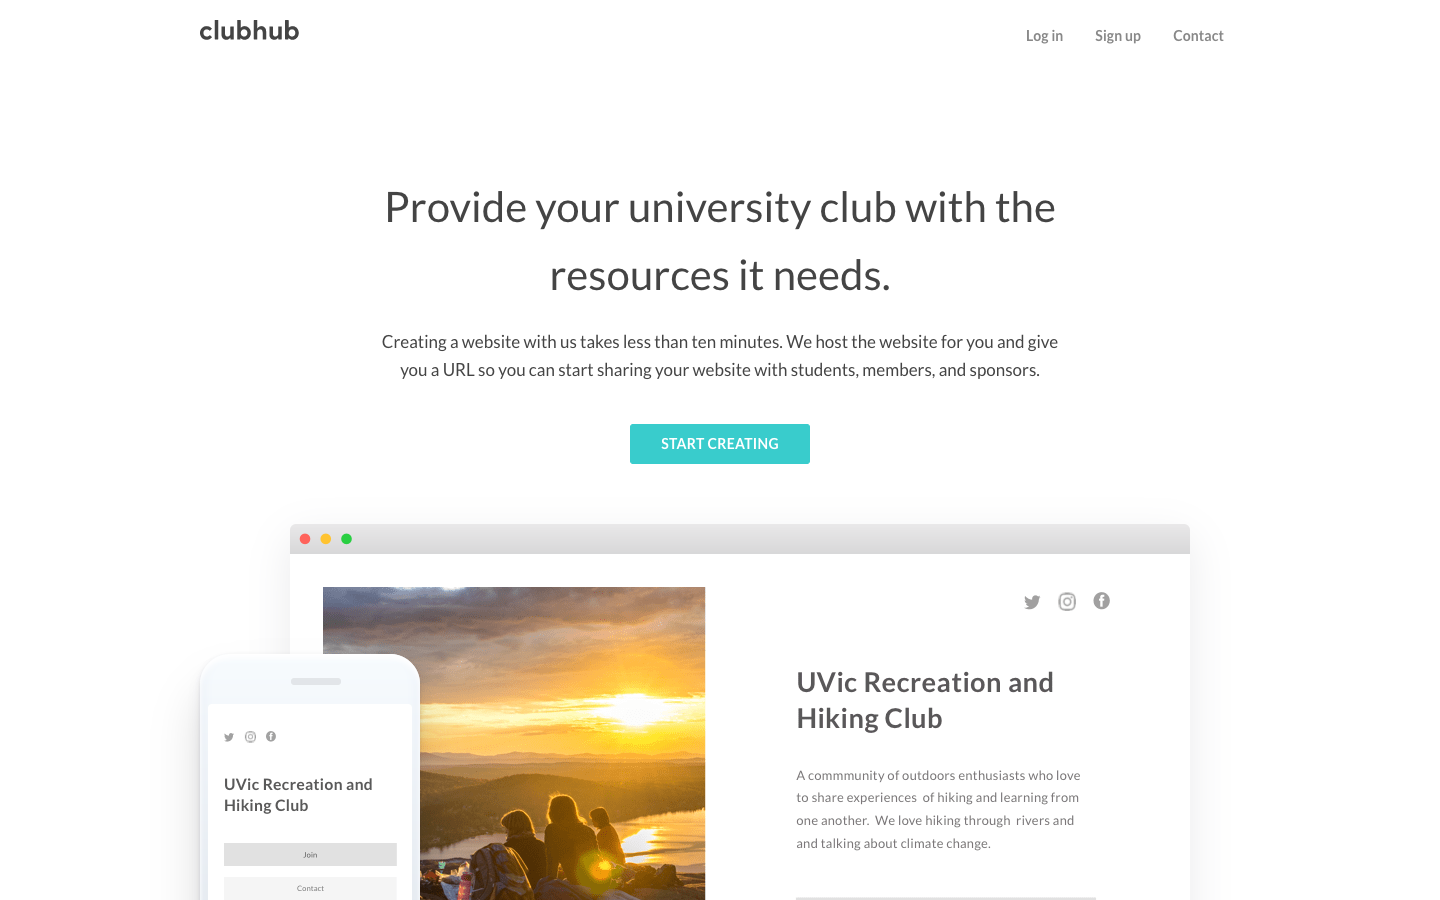 clubhub
Log in
Sign up
Contact
Provide your university club with the
resources it needs.
Creating a website with us takes less than ten minutes. We host the website for you and give
you a URL so you can start sharing your website with students, members, and sponsors.
START CREATING
UVic Recreation and
Hiking Club
A commmunity of outdoors enthusiasts who love
to share experiences of hiking and learning from
one another. We love hiking through rivers and
and talking about climate change.
UVic Recreation and
Hiking Club
Join
Contact